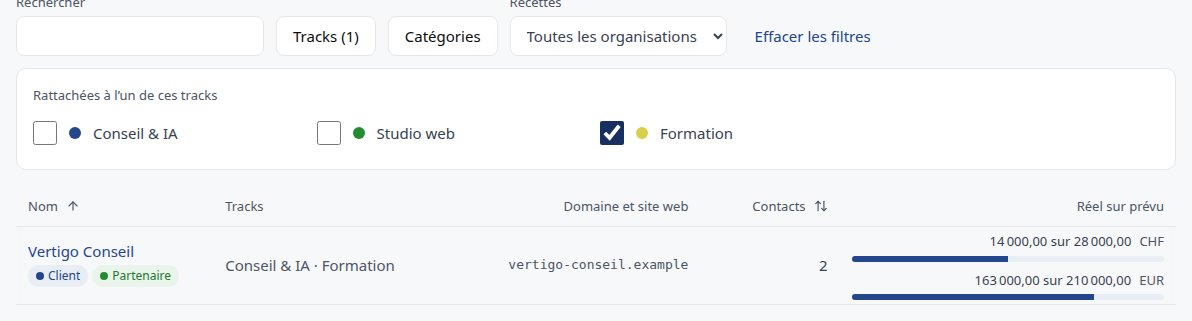 Rechercher Recettes
Tracks (1) Catégories Toutes les organisations Effacer les filtres
Rattachées à l'un de ces tracks
Conseil & IA Studio web Formation
Nom Tracks Domaine et site web Contacts Réel sur prévu
Vertigo Conseil
Client Partenaire
Conseil & IA · Formation
vertigo-conseil.example
2
14 000,00 sur 28 000,00 CHF
163 000,00 sur 210 000,00 EUR